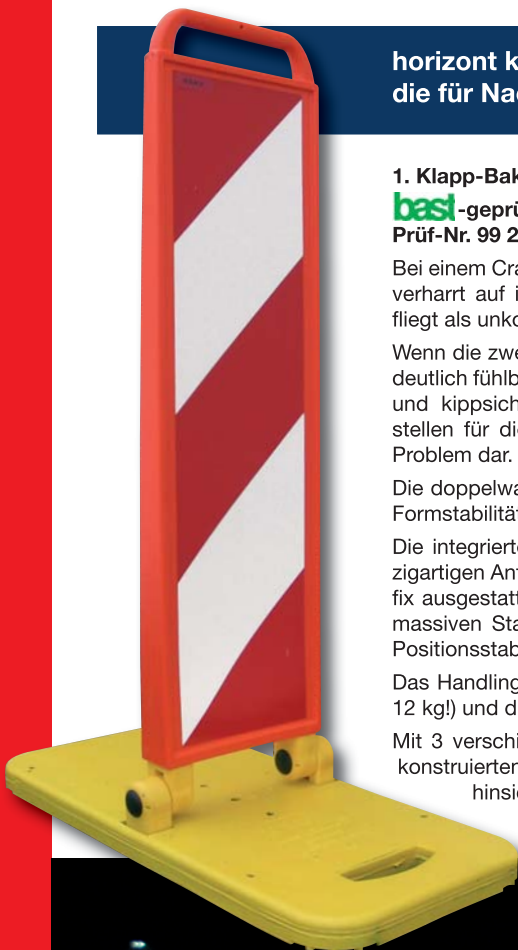 horizont k
die für Na
1. Klapp-Bak
bast-geprü
Prüf-Nr. 99 2
Bei einem Cra
verharrt auf i
fliegt als unko
Wenn die zwe
deutlich fühlb
und kippsich
stellen für di
Problem dar.
Die doppelwa
Formstabilität
Die integrierte
zigartigen Ant
fix ausgestatt
massiven Sta
Positionsstab
Das Handling
12 kg!) und d
Mit 3 verschi
konstruierten
hinsi